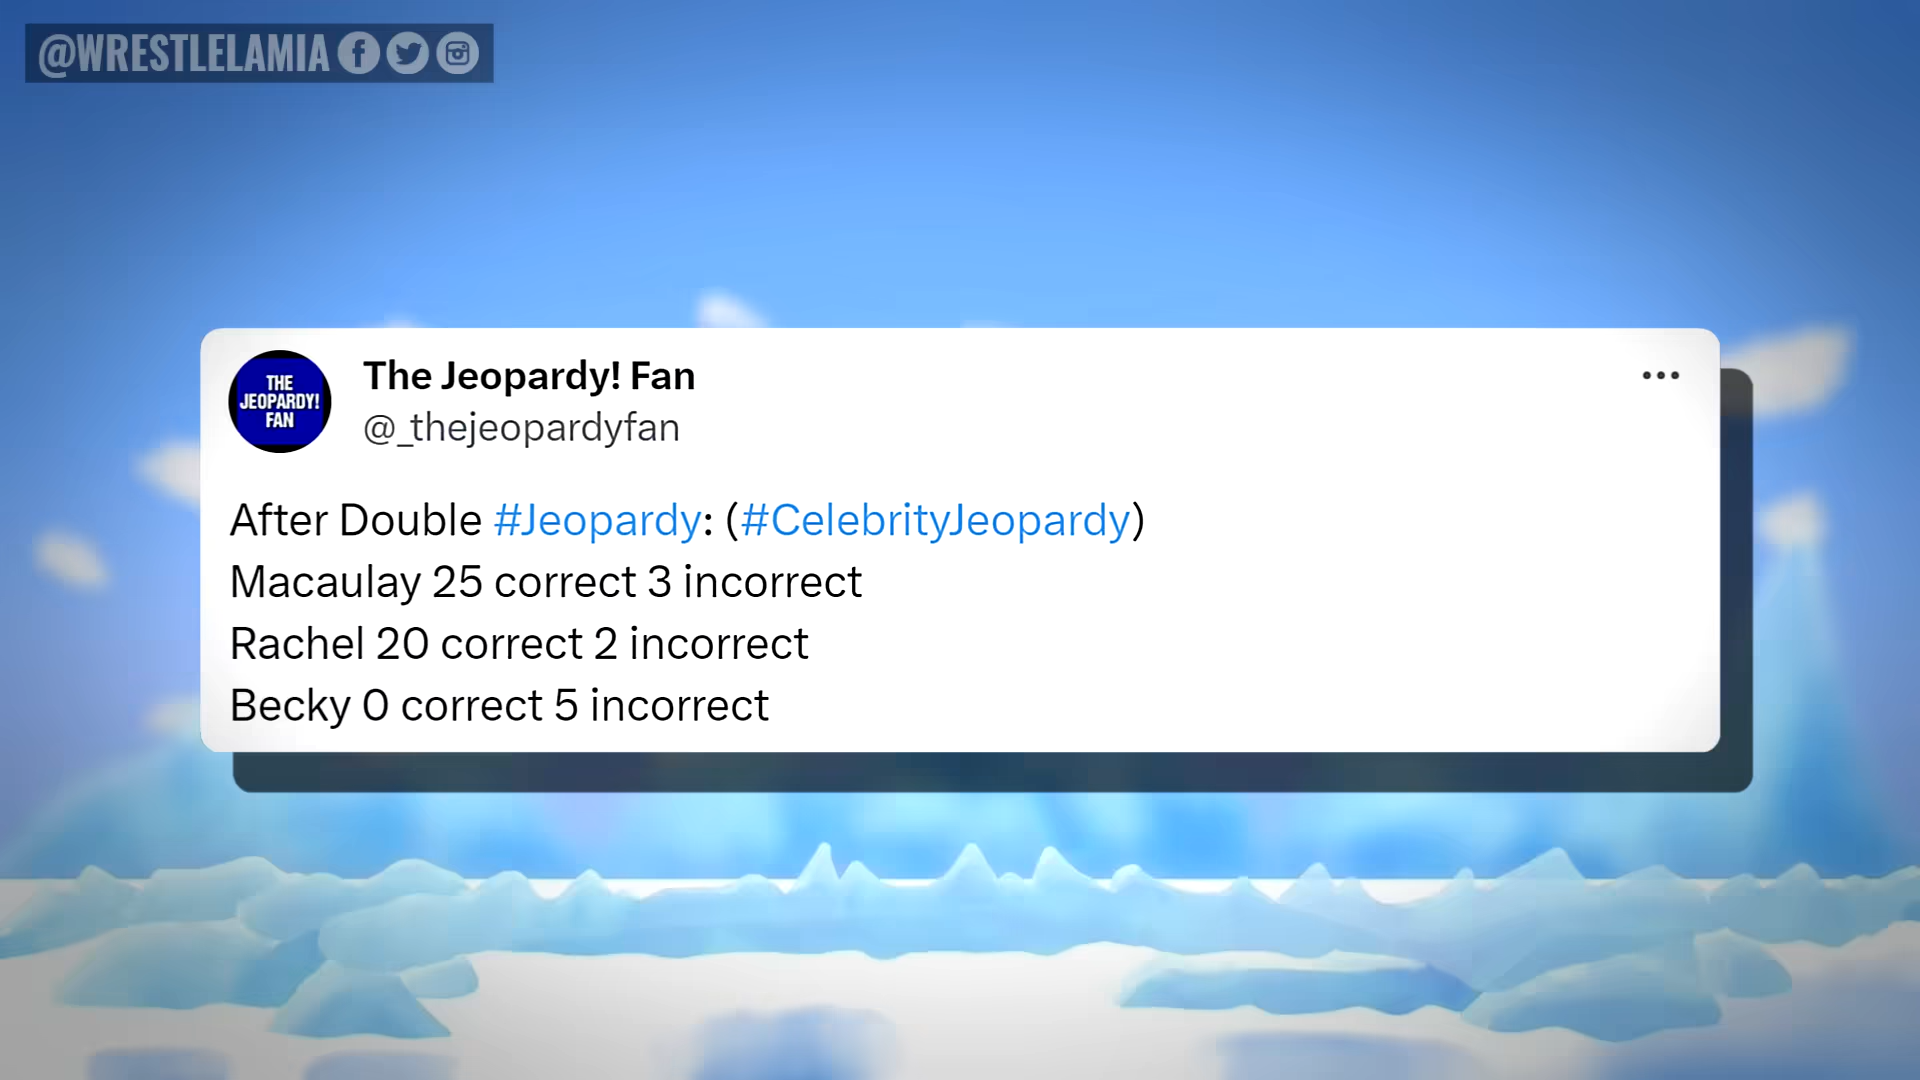 @WRESTLELAMIA
THE
JEOPARDY!
FAN
The Jeopardy! Fan
@_thejeopardyfan
After Double #Jeopardy: (#CelebrityJeopardy)
Macaulay 25 correct 3 incorrect
Rachel 20 correct 2 incorrect
Becky 0 correct 5 incorrect